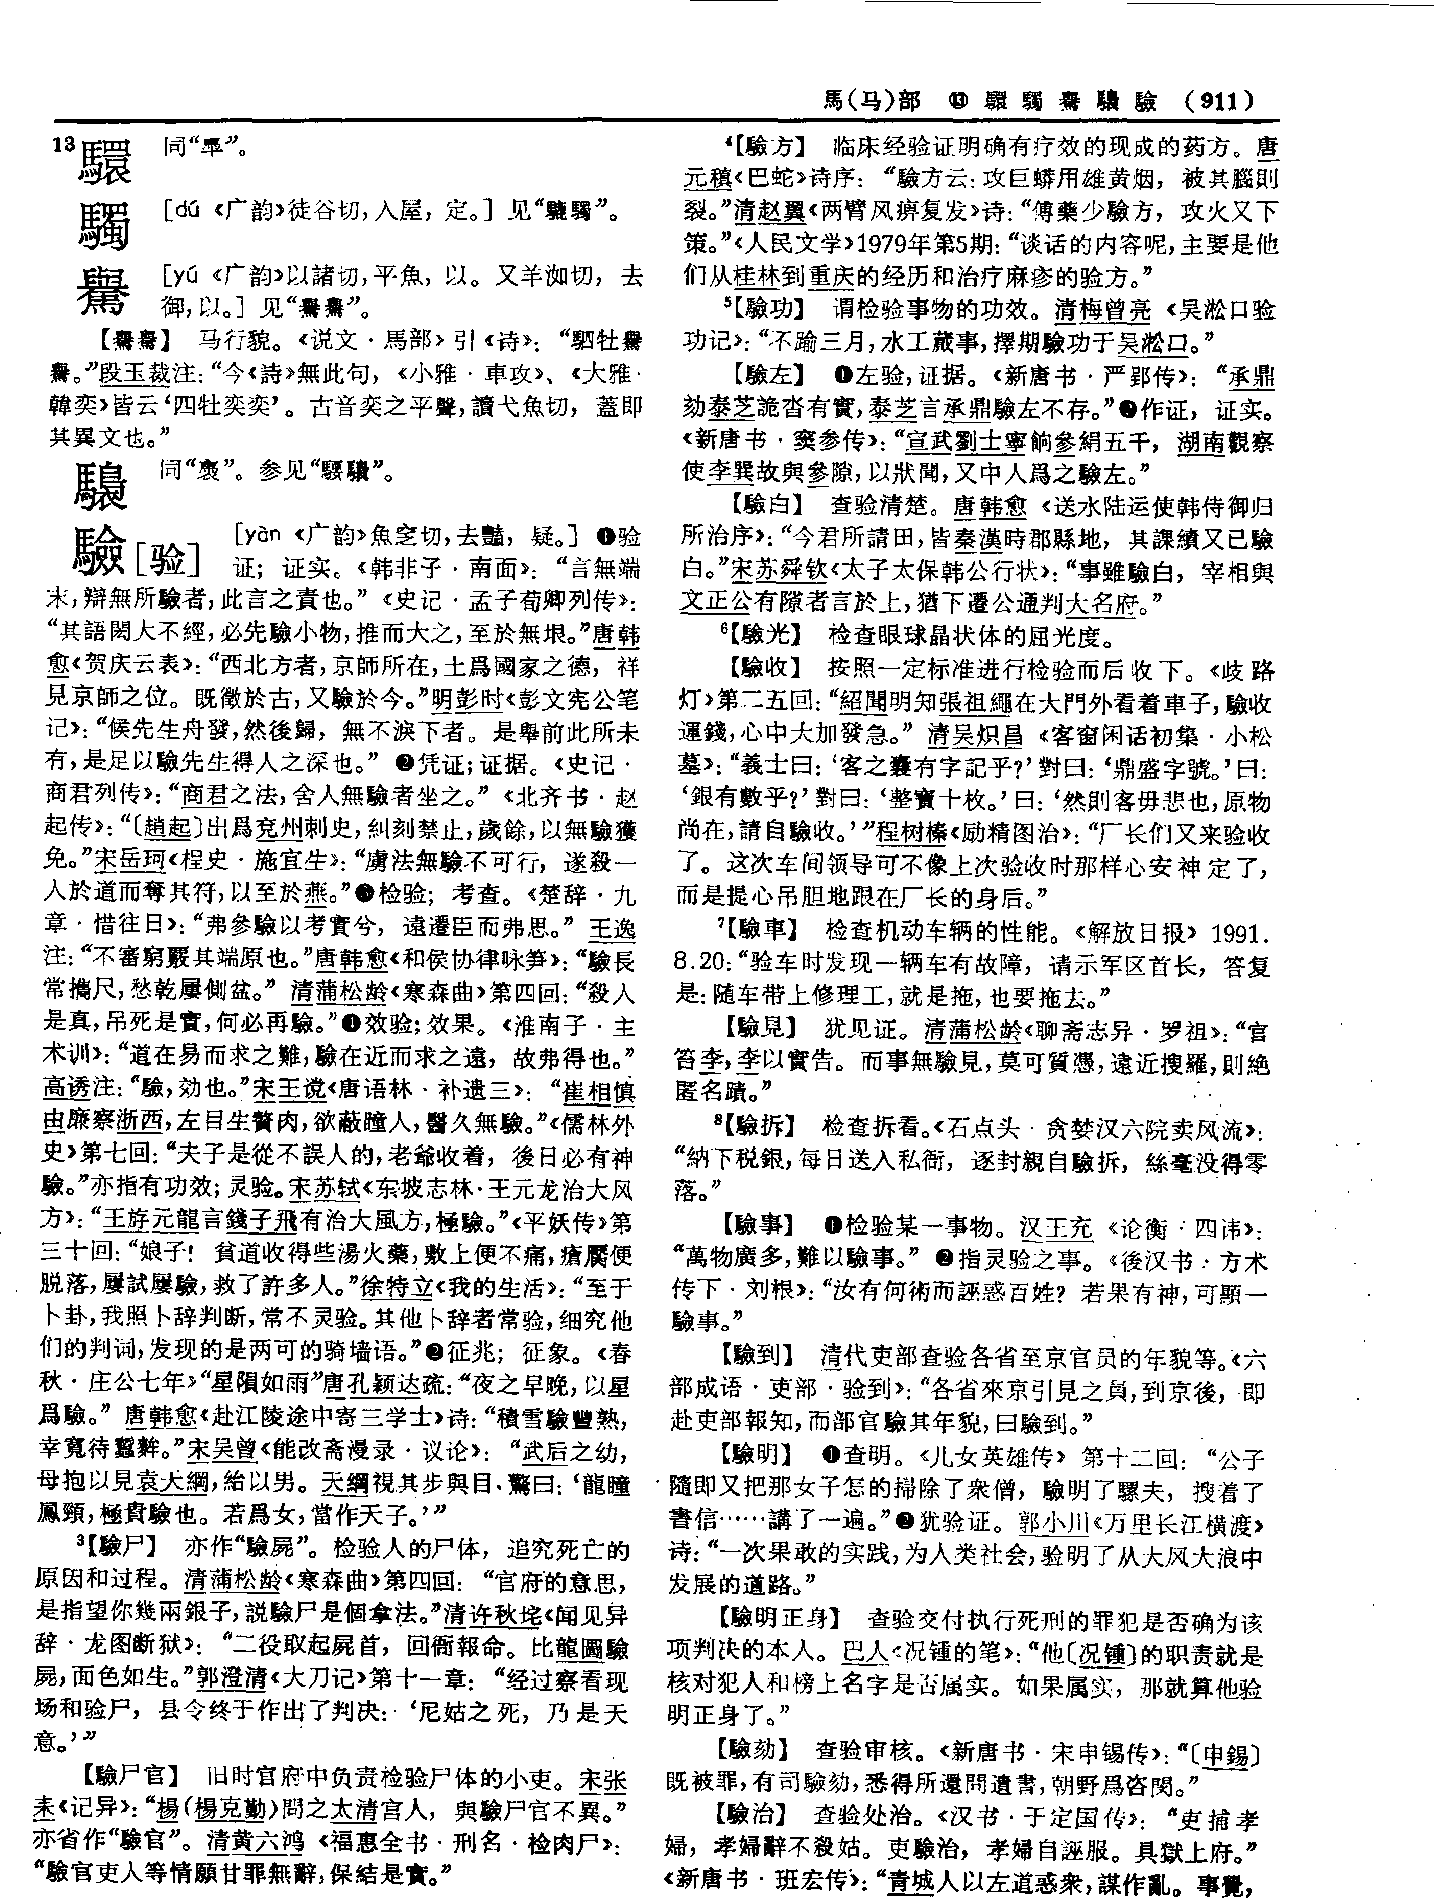 馬(马)部 ⑬ 驩 𩦡 鸒 驤 驗 (911)
13
同“睪”。
[dú 《广韵》徒谷切，入屋，定。] 见“𩧐𩦡”。
[yú 《广韵》以諸切，平魚，以。又羊洳切，去
御，以。] 见“𩦡𩦡”。
马行貌。《说文·馬部》引《诗》：“駟牡
。”段玉裁注：“今《詩》無此句，《小雅·車攻》、《大雅·
韓奕》皆云‘四牡奕奕’。古音奕之平聲，讀弋魚切，蓋即
其異文也。”
同“褭”。参见“”。
驗[验] [yàn 《广韵》魚窆切，去豔，疑。] ❶验
证；证实。《韩非子·南面》：“言無端
末，辯無所驗者，此言之責也。”《史记·孟子荀卿列传》：
“其語閎大不經，必先驗小物，推而大之，至於無垠。”唐韩
愈《贺庆云表》：“西北方者，京師所在，土爲國家之德，祥
見京師之位。既徵於古，又驗於今。”明彭时《彭文宪公笔
记》：“候先生舟發，然後歸，無不淚下者。是舉前此所未
有，是足以驗先生得人之深也。” ❷凭证；证据。《史记·
商君列传》：“商君之法，舍人無驗者坐之。”《北齐书·赵
起传》：“〔趙起〕出爲兗州刺史，糾刻禁止，歲餘，以無驗獲
免。”宋岳珂《桯史·施宜生》：“虜法無驗不可行，遂殺一
人於道而奪其符，以至於燕。”❸检验；考查。《楚辞·九
章·惜往日》：“弗參驗以考實兮，遠遷臣而弗思。”王逸
注：“不審窮覈其端原也。”唐韩愈《和侯协律咏笋》：“驗長
常攜尺，愁乾屢側盆。”清蒲松龄《寒森曲》第四回：“殺人
是真，吊死是實，何必再驗。”❶效验；效果。《淮南子·主
术训》：“道在易而求之難，驗在近而求之遠，故弗得也。”
高诱注：“驗，効也。”宋王谠《唐语林·补遗三》：“崔相慎
由廉察浙西，左目生贅肉，欲蔽瞳人，醫久無驗。”《儒林外
史》第七回：“夫子是從不誤人的，老爺收着，後日必有神
驗。”亦指有功效；灵验。宋苏轼《东坡志林·王元龙治大风
方》：“王斿元龍言錢子飛有治大風方，極驗。”《平妖传》第
三十回：“娘子！貧道收得些湯火藥，敷上便不痛，瘡靨便
脱落，屢試屢驗，救了許多人。”徐特立《我的生活》：“至于
卜卦，我照卜辞判断，常不灵验。其他卜辞者常验，细究他
们的判词，发现的是两可的骑墙语。”❷征兆；征象。《春
秋·庄公七年》“星隕如雨”唐孔颖达疏：“夜之早晚，以星
爲驗。”唐韩愈《赴江陵途中寄三学士》诗：“積雪驗豐熟，
幸寬待蠶麰。”宋吴曾《能改斋漫录·议论》：“武后之幼，
母抱以見袁天綱，紿以男。天綱視其步與目，驚曰：‘龍瞳
鳳頸，極貴驗也。若爲女，當作天子。’”
³【驗尸】 亦作“驗屍”。检验人的尸体，追究死亡的
原因和过程。清蒲松龄《寒森曲》第四回：“官府的意思，
是指望你幾兩銀子，説驗尸是個拿法。”清许秋垞《闻见异
辞·龙图断狱》：“二役取起屍首，回衙報命。比龍圖驗
屍，面色如生。”郭澄清《大刀记》第十一章：“经过察看现
场和验尸，县令终于作出了判决：‘尼姑之死，乃是天
意。’”
【驗尸官】 旧时官府中负责检验尸体的小吏。宋张
耒《记异》：“楊（楊克勤）問之太清宫人，與驗尸官不異。”
亦省作“驗官”。清黄六鸿《福惠全书·刑名·检肉尸》：
“驗官吏人等情願甘罪無辭，保結是實。”
⁴【驗方】 临床经验证明确有疗效的现成的药方。唐
元稹《巴蛇》诗序：“驗方云：攻巨蟒用雄黄烟，被其腦則
裂。”清赵翼《两臂风痹复发》诗：“傅藥少驗方，攻火又下
策。”《人民文学》1979年第5期：“谈话的内容呢，主要是他
们从桂林到重庆的经历和治疗麻疹的验方。”
⁵【驗功】 谓检验事物的功效。清梅曾亮《吴淞口验
功记》：“不踰三月，水工蕆事，擇期驗功于吴淞口。”
【驗左】 ❶左验，证据。《新唐书·严郢传》：“承鼎
劾泰芝詭沓有實，泰芝言承鼎驗左不存。”❷作证，证实。
《新唐书·窦参传》：“宣武劉士寧餉參絹五千，湖南觀察
使李巽故與參隙，以狀聞，又中人爲之驗左。”
【驗白】 查验清楚。唐韩愈《送水陆运使韩侍御归
所治序》：“今君所請田，皆秦漢時郡縣地，其課績又已驗
白。”宋苏舜钦《太子太保韩公行状》：“事雖驗白，宰相與
文正公有隙者言於上，猶下遷公通判大名府。”
⁶【驗光】 检查眼球晶状体的屈光度。
【驗收】 按照一定标准进行检验而后收下。《歧路
灯》第二五回：“紹聞明知張祖繩在大門外看着車子，驗收
運錢，心中大加發急。”清吴炽昌《客窗闲话初集·小松
墓》：“義士曰：‘客之囊有字記乎？’對曰：‘鼎盛字號。’曰：
‘銀有數乎？’對曰：‘整寶十枚。’曰：‘然則客毋悲也，原物
尚在，請自驗收。’”程树榛《励精图治》：“厂长们又来验收
了。这次车间领导可不像上次验收时那样心安神定了，
而是提心吊胆地跟在厂长的身后。”
⁷【驗車】 检查机动车辆的性能。《解放日报》1991.
8.20：“验车时发现一辆车有故障，请示军区首长，答复
是：随车带上修理工，就是拖，也要拖去。”
【驗見】 犹见证。清蒲松龄《聊斋志异·罗祖》：“官
笞李，李以實告。而事無驗見，莫可質憑，遠近搜羅，則絶
匿名蹟。”
⁸【驗拆】 检查拆看。《石点头·贪婪汉六院卖风流》：
“納下税銀，每日送入私衙，逐封親自驗拆，絲毫没得零
落。”
【驗事】 ❶检验某一事物。汉王充《论衡·四讳》：
“萬物廣多，難以驗事。” ❷指灵验之事。《後汉书·方术
传下·刘根》：“汝有何術而誣惑百姓？若果有神，可顯一
驗事。”
【驗到】 清代吏部查验各省至京官员的年貌等。《六
部成语·吏部·验到》：“各省來京引見之員，到京後，即
赴吏部報知，而部官驗其年貌，曰驗到。”
【驗明】 ❶查明。《儿女英雄传》第十二回：“公子
隨即又把那女子怎的掃除了衆僧，驗明了騾夫，搜着了
書信……講了一遍。”❷犹验证。郭小川《万里长江横渡》
诗：“一次果敢的实践，为人类社会，验明了从大风大浪中
发展的道路。”
【驗明正身】 查验交付执行死刑的罪犯是否确为该
项判决的本人。巴人《况锺的笔》：“他〔况锺〕的职责就是
核对犯人和榜上名字是否属实。如果属实，那就算他验
明正身了。”
【驗劾】 查验审核。《新唐书·宋申锡传》：“〔申錫〕
既被罪，有司驗劾，悉得所還問遺書，朝野爲咨閔。”
【驗治】 查验处治。《汉书·于定国传》：“吏捕孝
婦，孝婦辭不殺姑。吏驗治，孝婦自誣服。具獄上府。”
《新唐书·班宏传》：“青城人以左道惑衆，謀作亂。事覺，